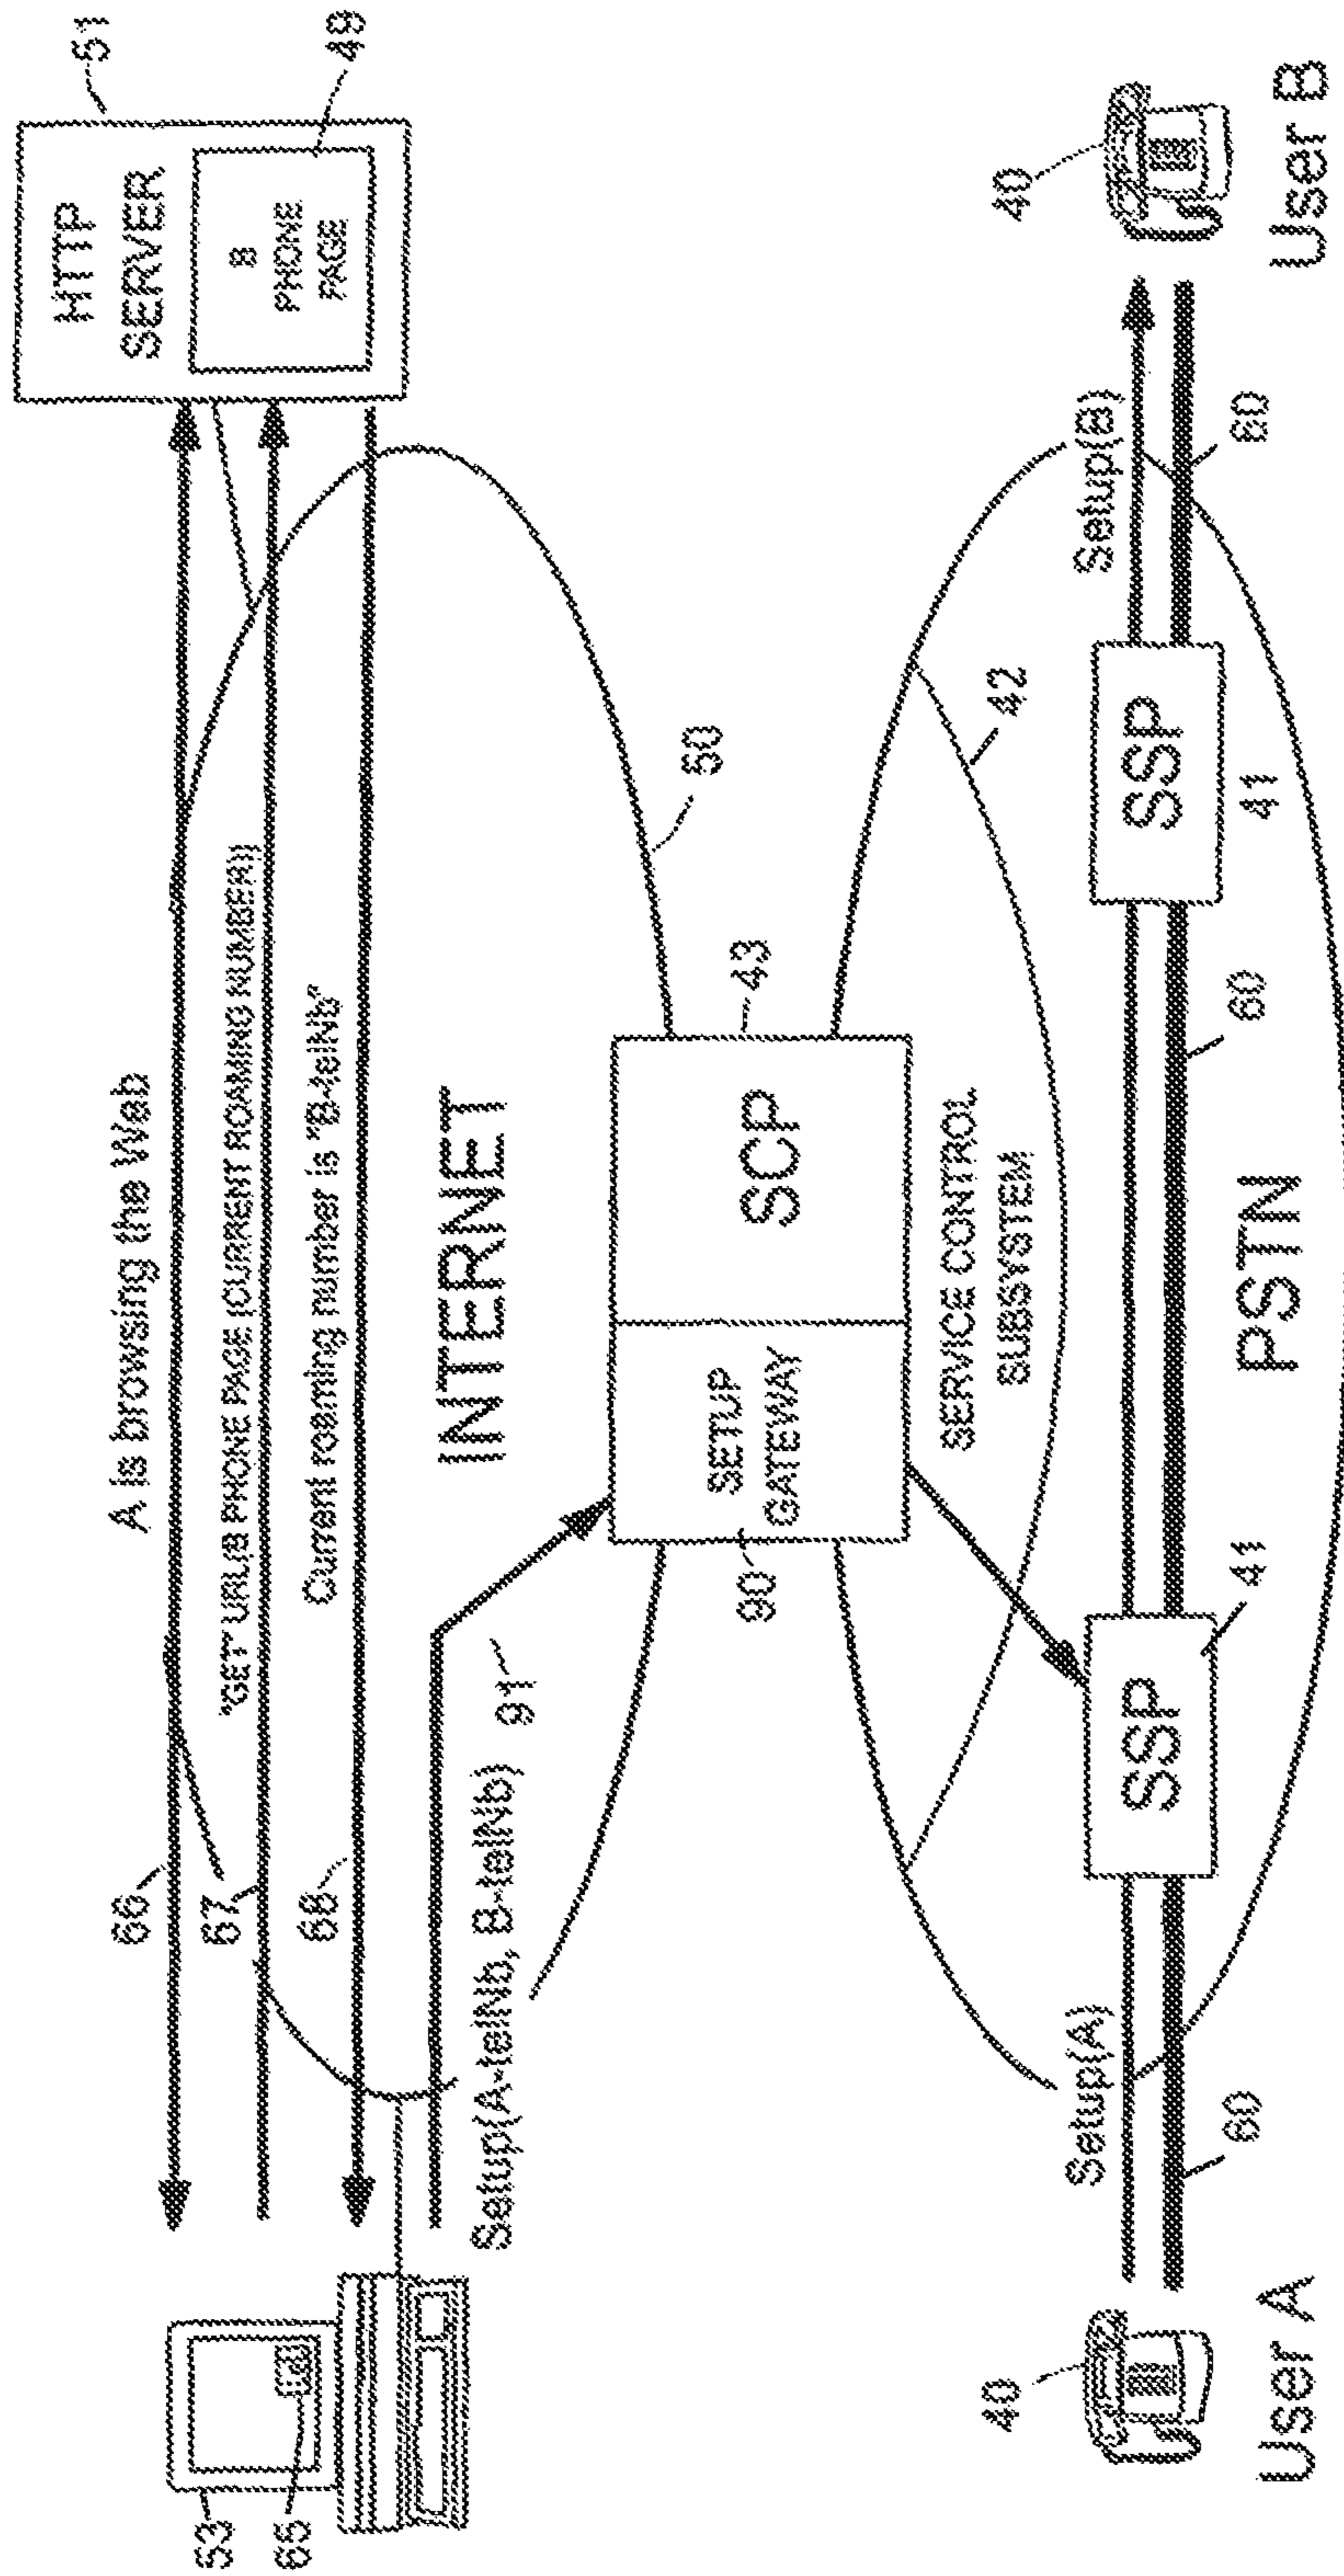 51
HTTP
SERVER
B
PHONE
PAGE
49
A is browsing the Web
66
"GET" URL(B PHONE PAGE (CURRENT ROAMING NUMBER))
67
Current roaming number is "B-telNb"
68
53
65
Tel
INTERNET
50
91
Setup(A-telNb, B-telNb)
SETUP
GATEWAY
90
SCP
43
SERVICE CONTROL
SUBSYSTEM
42
Setup(A)
Setup(B)
40
40
SSP
41
SSP
41
60
60
60
PSTN
User A
User B